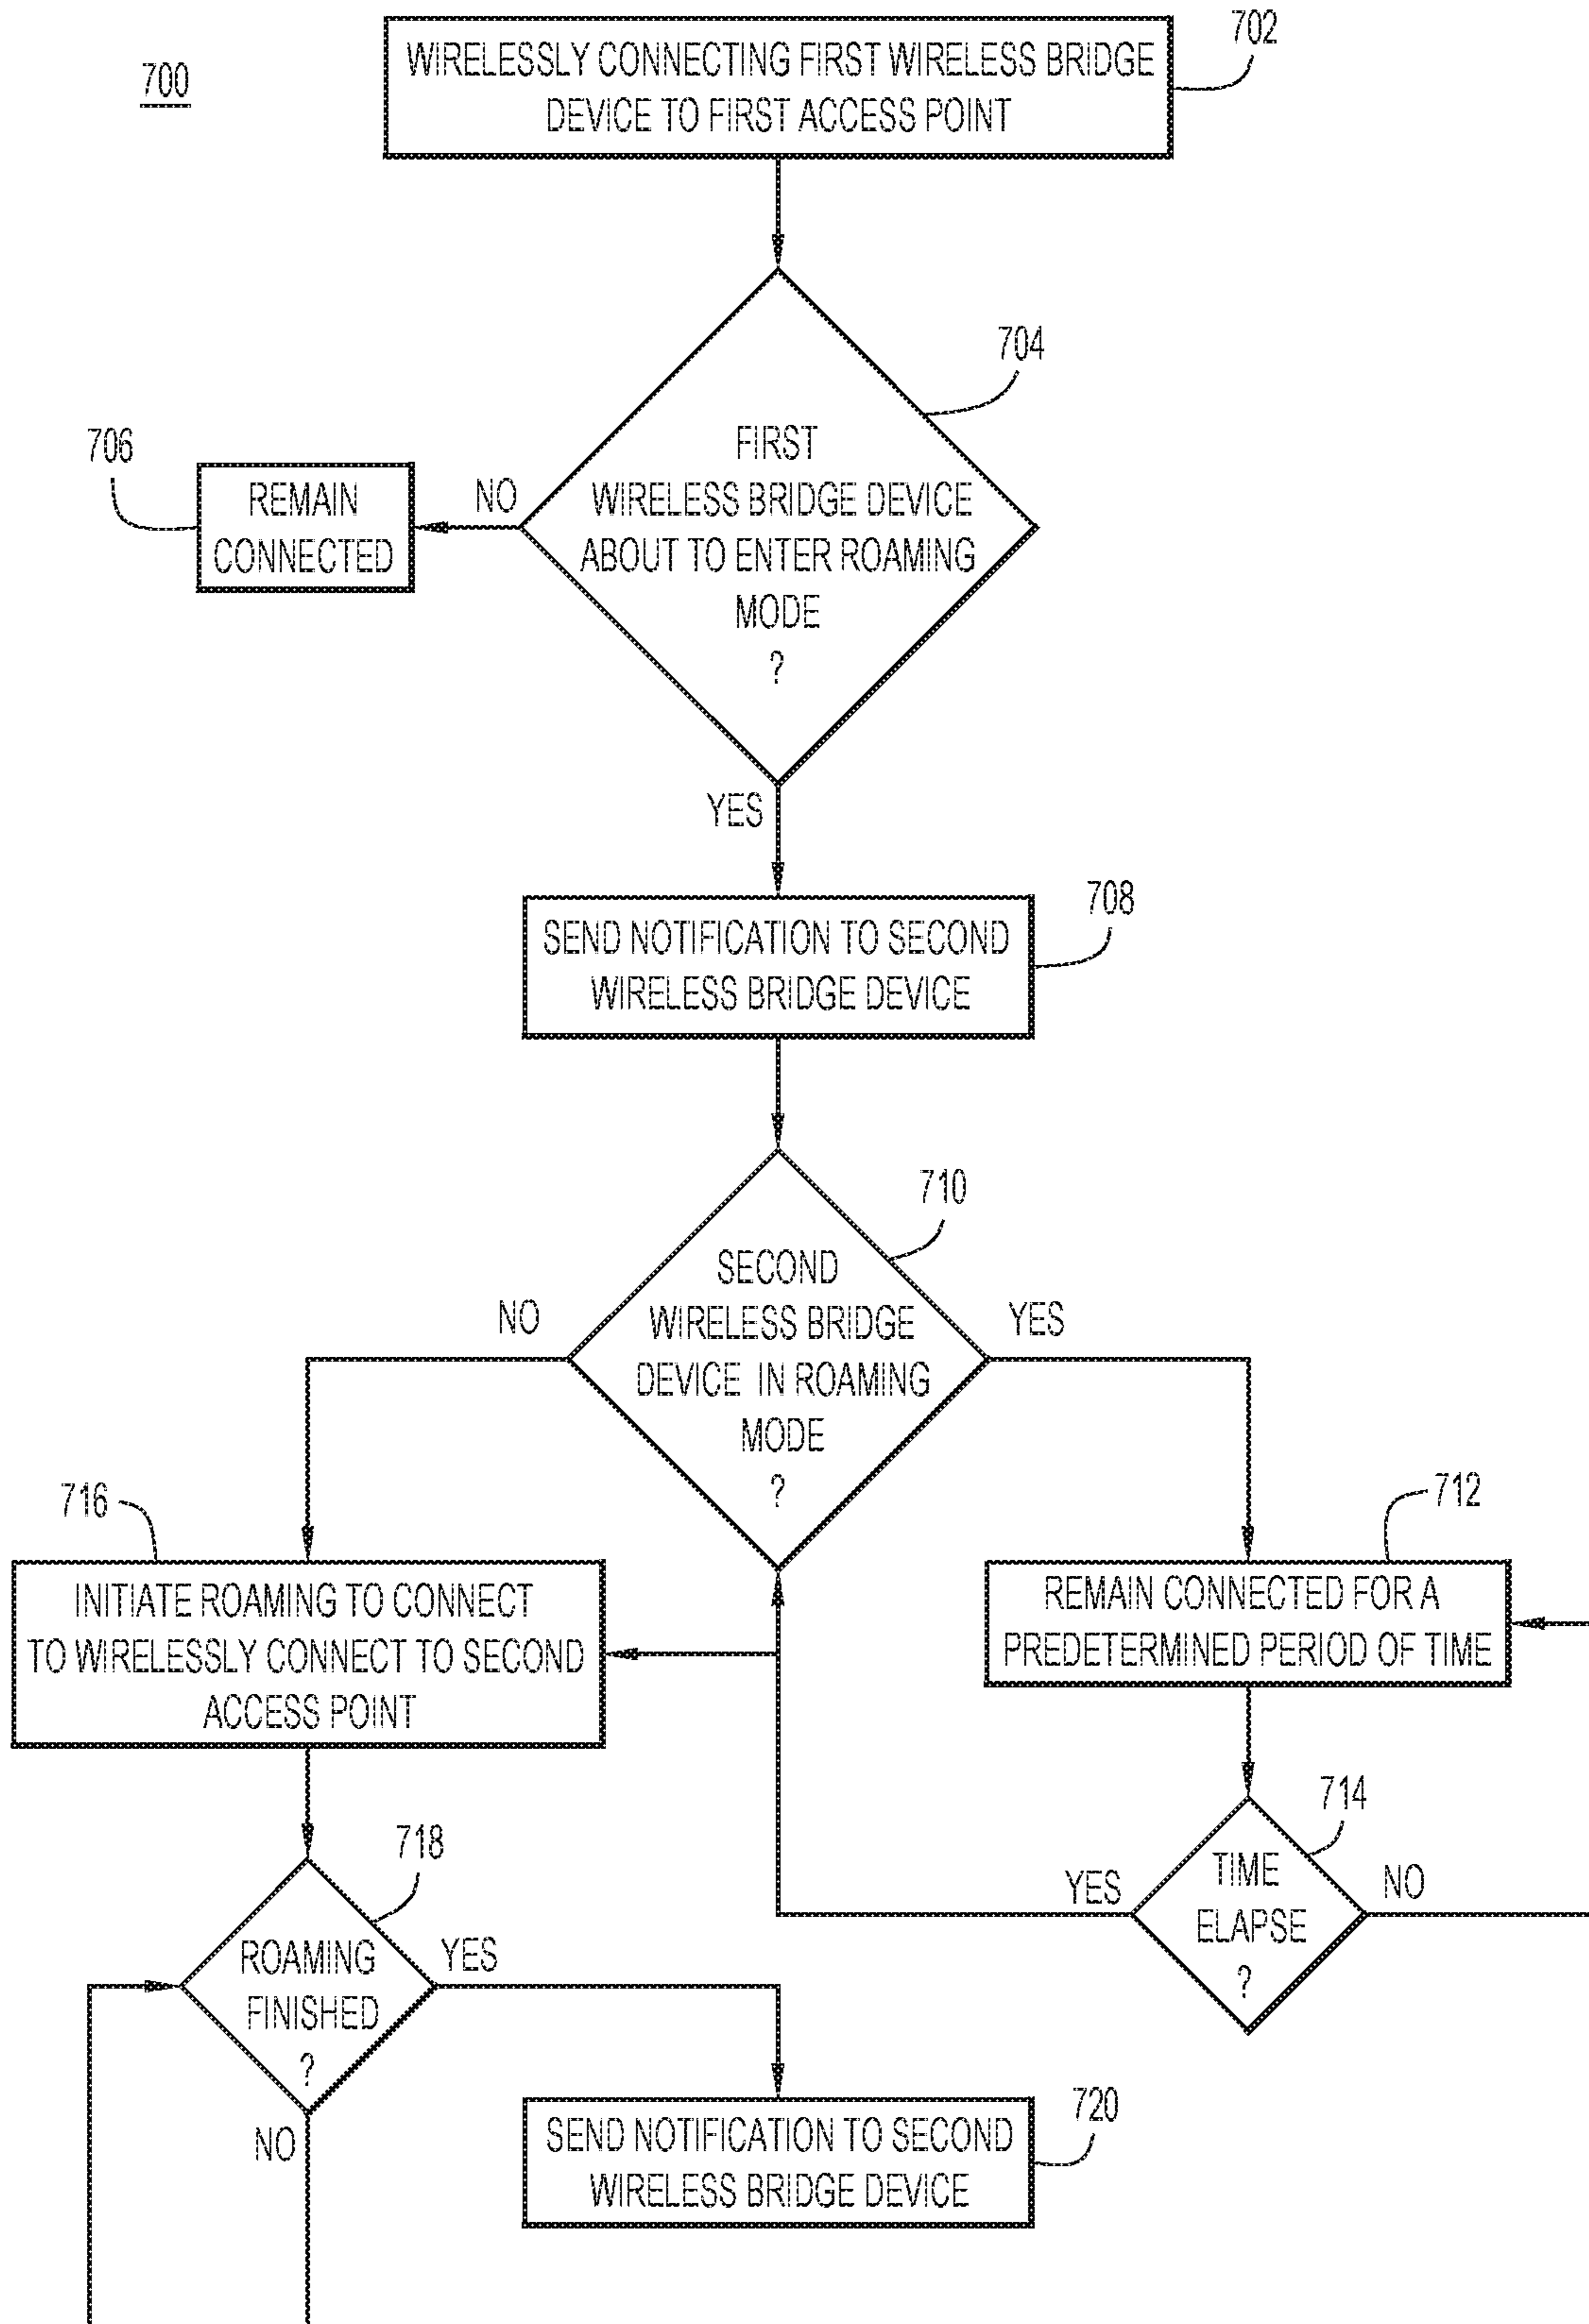 700
WIRELESSLY CONNECTING FIRST WIRELESS BRIDGE
DEVICE TO FIRST ACCESS POINT
702
FIRST
WIRELESS BRIDGE DEVICE
ABOUT TO ENTER ROAMING
MODE
?
704
NO
706
REMAIN
CONNECTED
YES
SEND NOTIFICATION TO SECOND
WIRELESS BRIDGE DEVICE
708
SECOND
WIRELESS BRIDGE
DEVICE IN ROAMING
MODE
?
710
NO
YES
716
INITIATE ROAMING TO CONNECT
TO WIRELESSLY CONNECT TO SECOND
ACCESS POINT
712
REMAIN CONNECTED FOR A
PREDETERMINED PERIOD OF TIME
714
TIME
ELAPSE
?
YES
NO
718
ROAMING
FINISHED
?
YES
NO
SEND NOTIFICATION TO SECOND
WIRELESS BRIDGE DEVICE
720